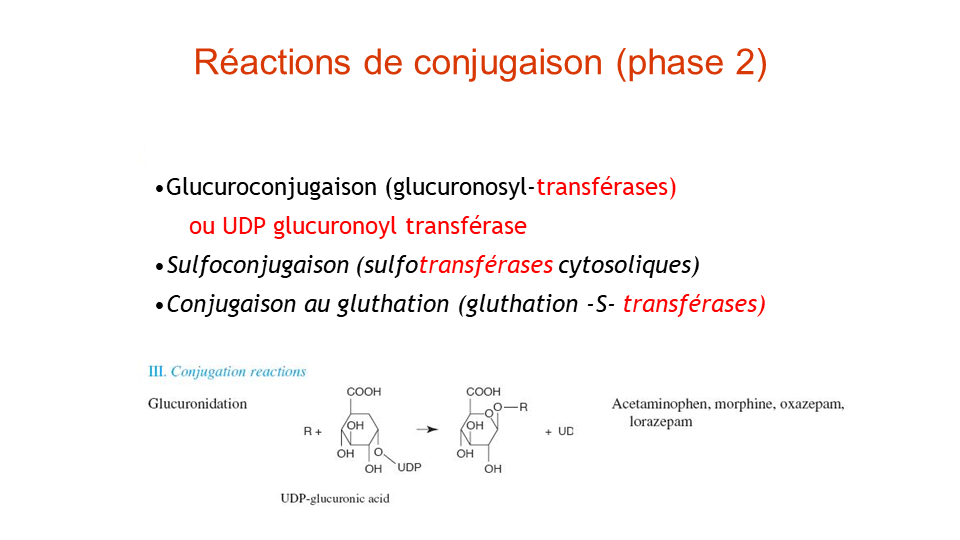 Réactions de conjugaison (phase 2)
•Glucuroconjugaison (glucuronosyl-transférases)
ou UDP glucuronoyl transférase
•Sulfoconjugaison (sulfotransférases cytosoliques)
•Conjugaison au gluthation (gluthation -S- transférases)
III. Conjugation reactions
Glucuronidation
R +
COOH
OH
OH
OH
O
UDP
COOH
O
O—R
OH
OH
OH
+ UD
Acetaminophen, morphine, oxazepam,
lorazepam
UDP-glucuronic acid